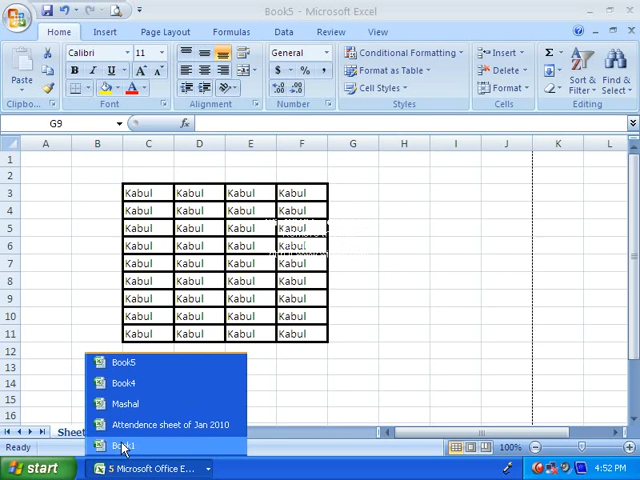 Book5 - Microsoft Excel
Home Insert Page Layout Formulas Data Review View
Paste
Calibri 11
B I U A A
General
$ % ,
Conditional Formatting
Format as Table
Cell Styles
Insert
Delete
Format
Σ
Sort & Filter
Find & Select
Clipbo... Font Alignment Number Styles Cells Editing
G9 fx
A B C D E F G H I J K L
1
2
3 Kabul Kabul Kabul Kabul
4 Kabul Kabul Kabul Kabul
5 Kabul Kabul Kabul Kabul
6 Kabul Kabul Kabul Kabul
7 Kabul Kabul Kabul Kabul
8 Kabul Kabul Kabul Kabul
9 Kabul Kabul Kabul Kabul
10 Kabul Kabul Kabul Kabul
11 Kabul Kabul Kabul Kabul
12
13
14
15
16
Book5
Book4
Mashal
Attendence sheet of Jan 2010
Book1
Sheet
Ready 100%
start 5 Microsoft Office E... 4:52 PM